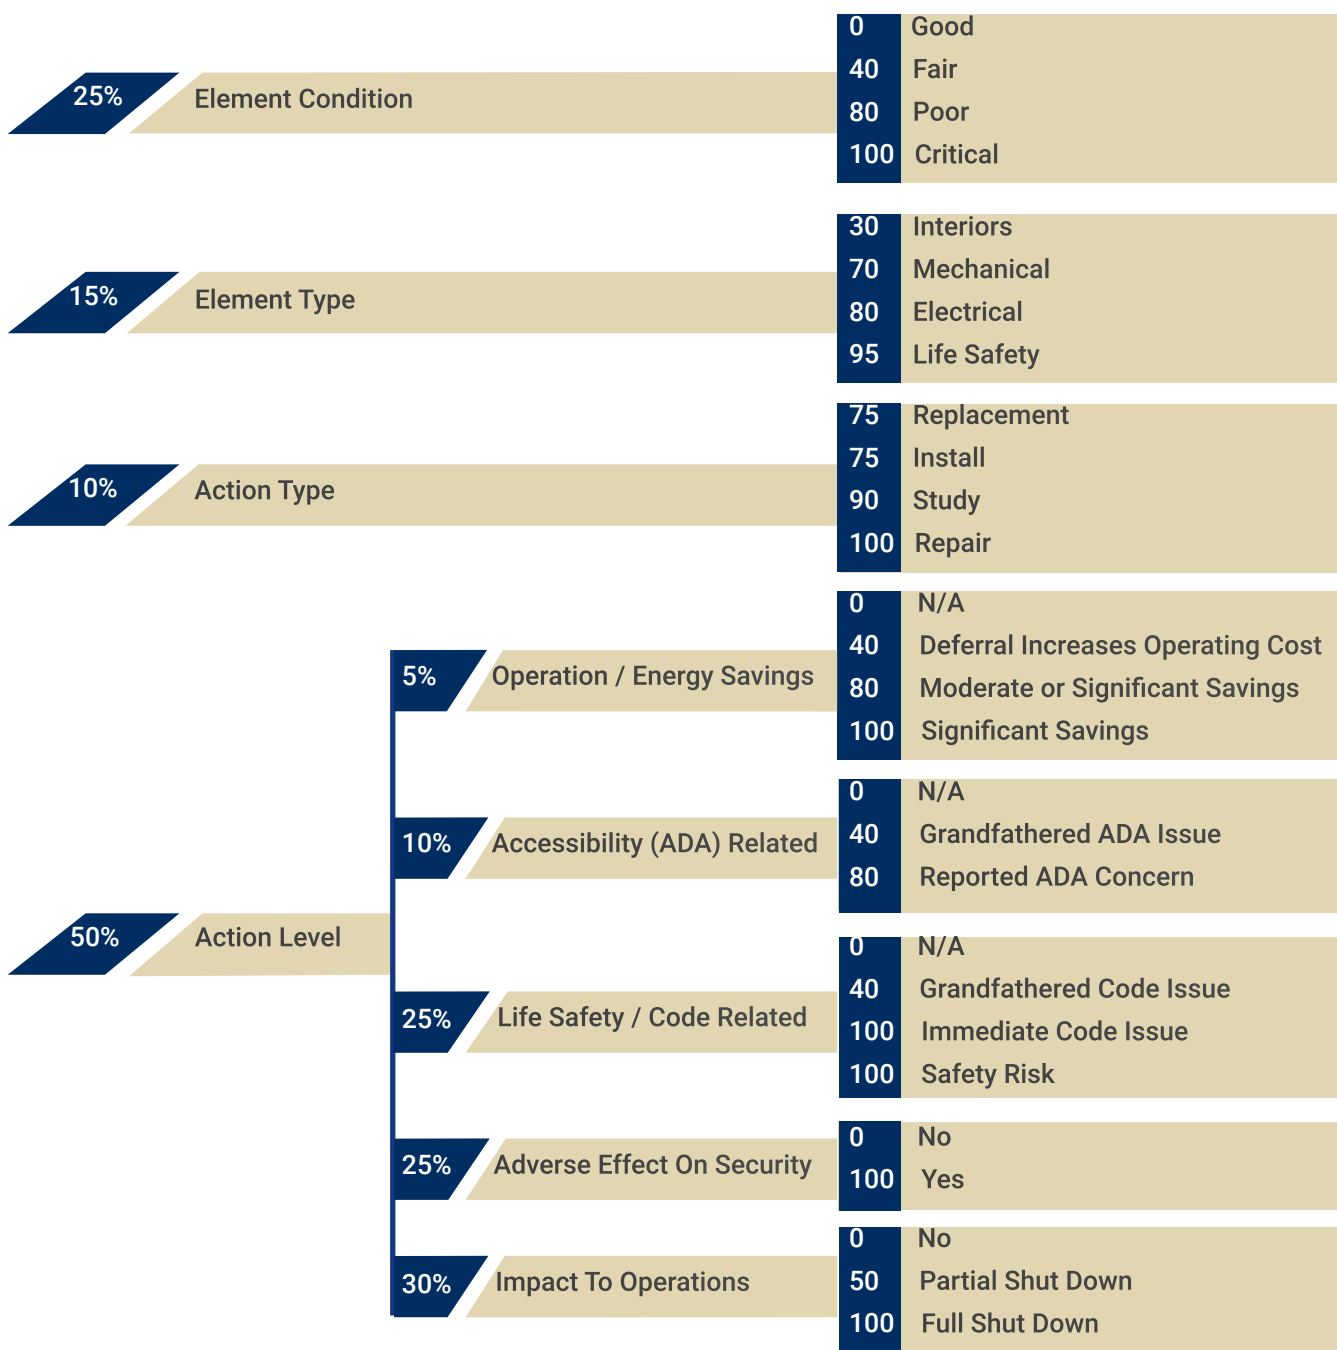 25% Element Condition
0 Good
40 Fair
80 Poor
100 Critical
15% Element Type
30 Interiors
70 Mechanical
80 Electrical
95 Life Safety
10% Action Type
75 Replacement
75 Install
90 Study
100 Repair
50% Action Level
5% Operation / Energy Savings
0 N/A
40 Deferral Increases Operating Cost
80 Moderate or Significant Savings
100 Significant Savings
10% Accessibility (ADA) Related
0 N/A
40 Grandfathered ADA Issue
80 Reported ADA Concern
25% Life Safety / Code Related
0 N/A
40 Grandfathered Code Issue
100 Immediate Code Issue
100 Safety Risk
25% Adverse Effect On Security
0 No
100 Yes
30% Impact To Operations
0 No
50 Partial Shut Down
100 Full Shut Down